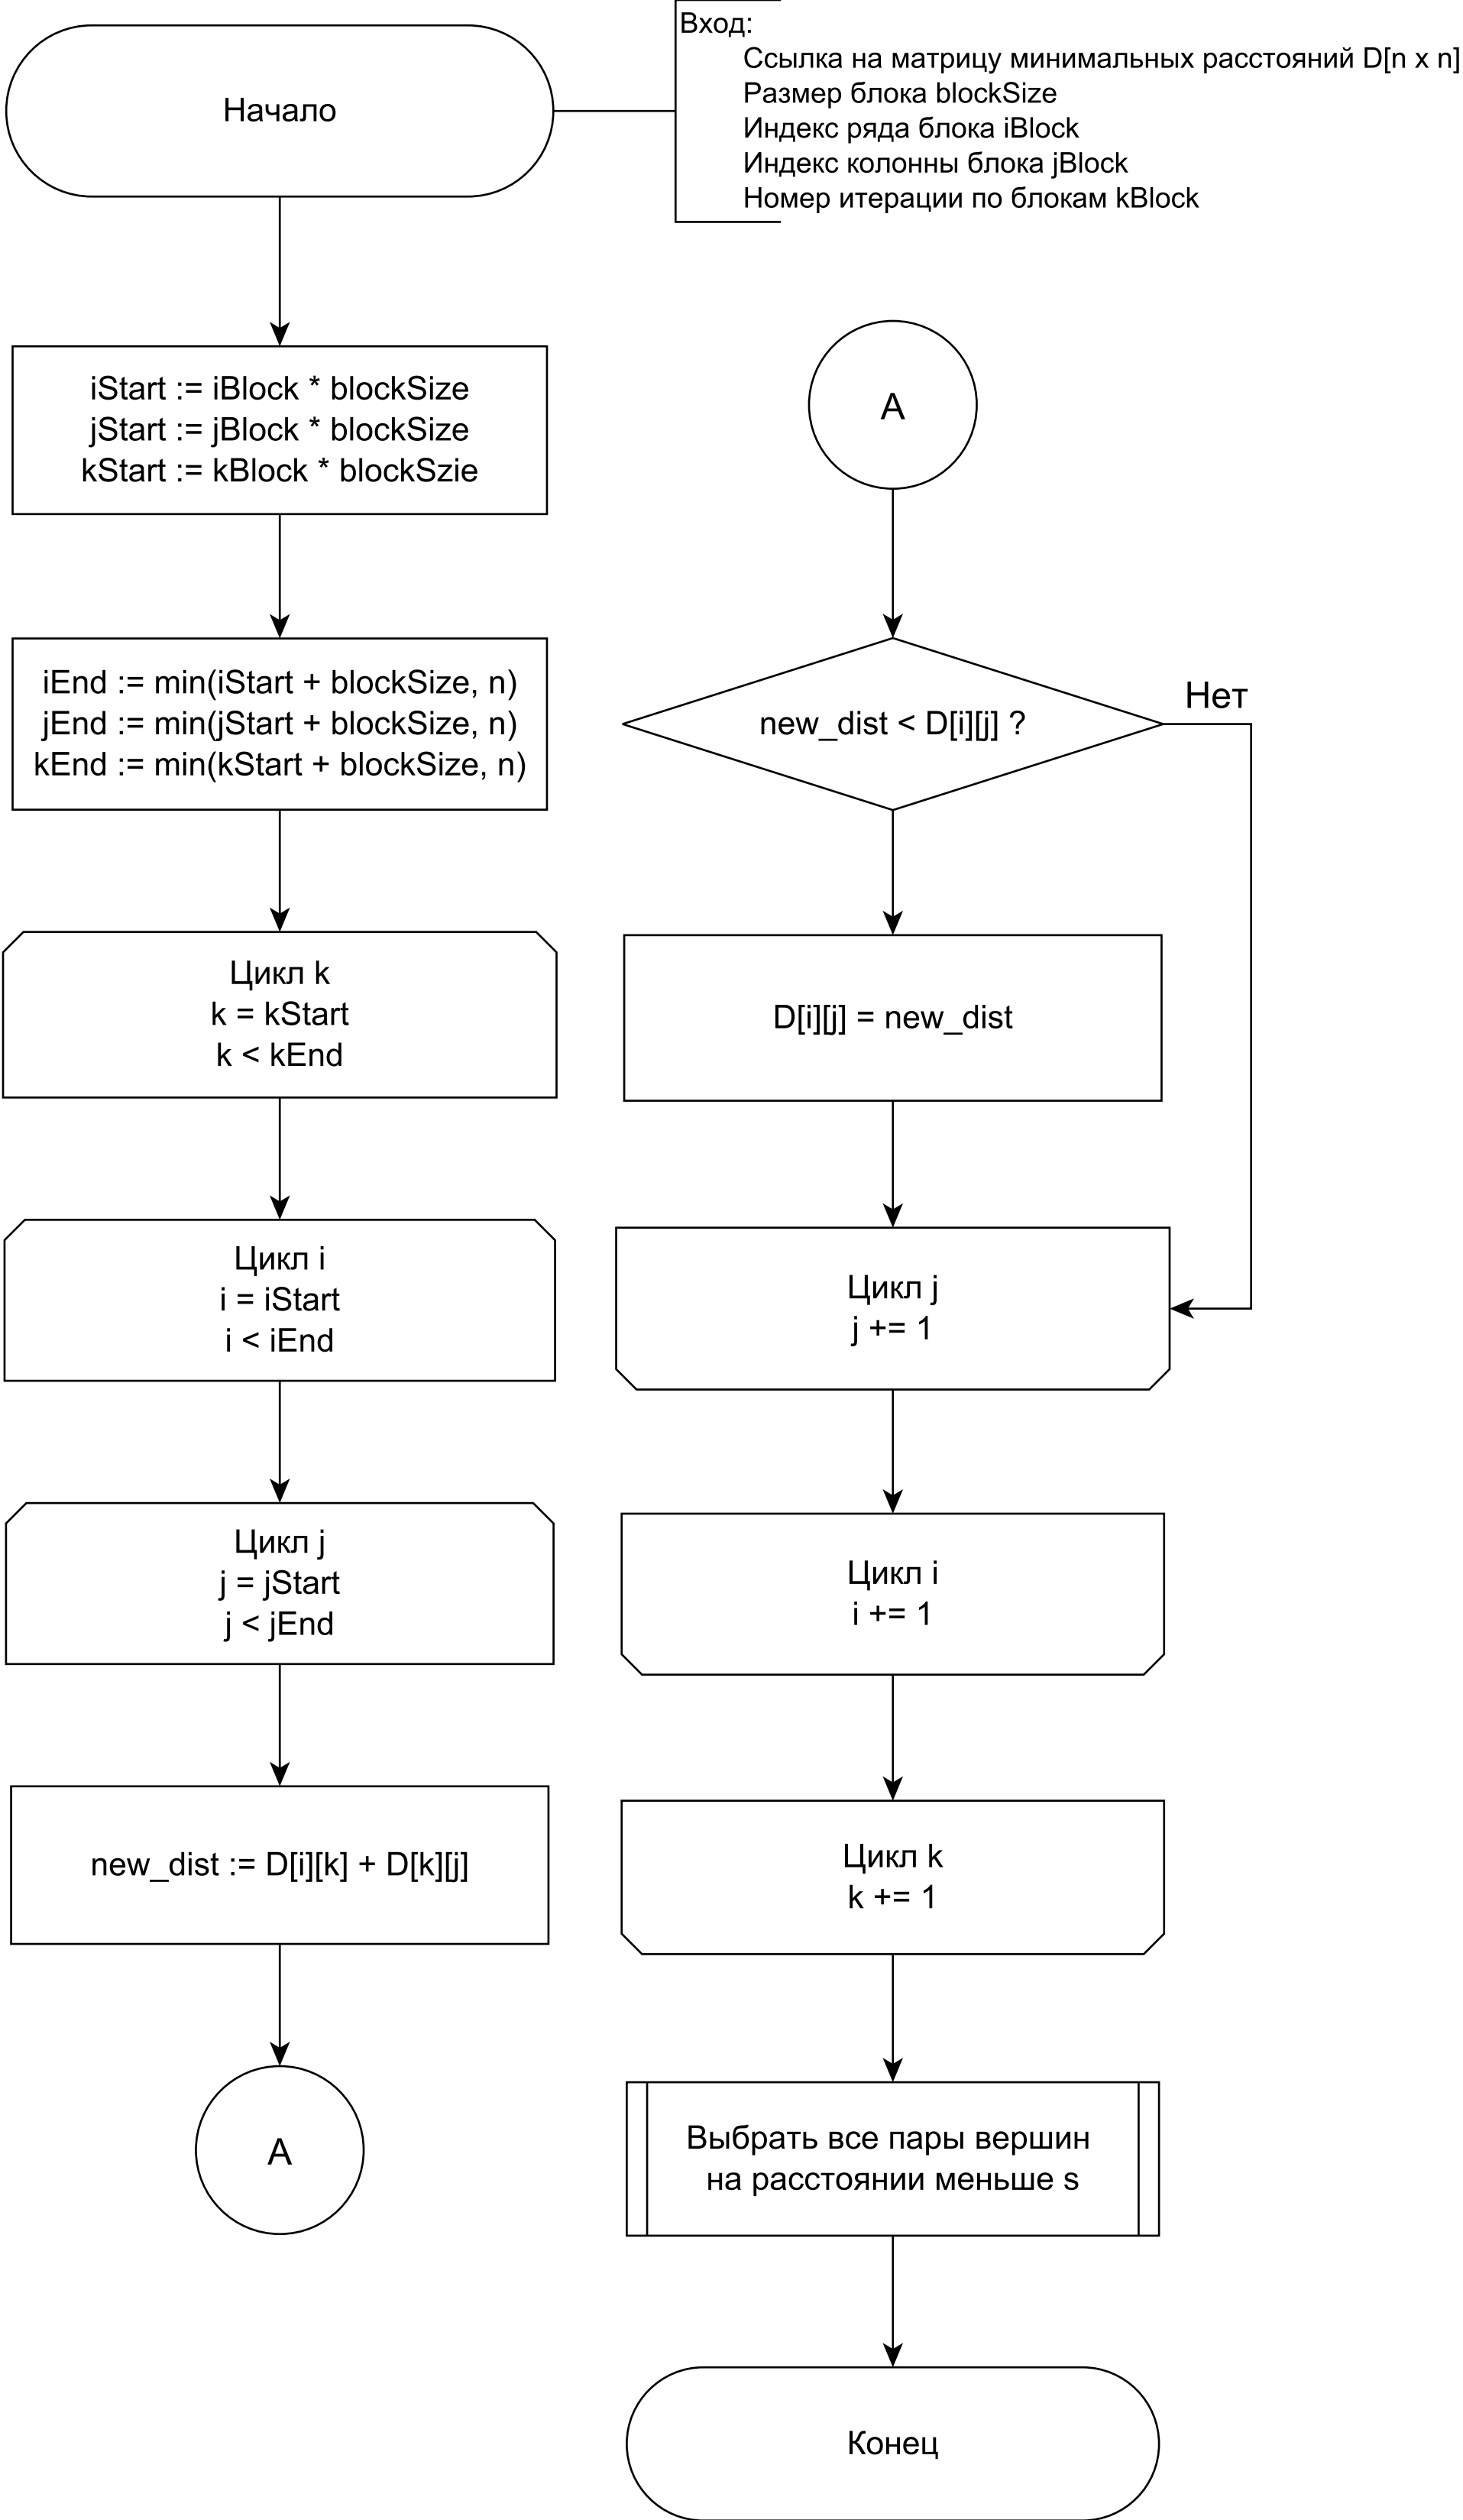 Начало
Вход:
Ссылка на матрицу минимальных расстояний D[n x n]
Размер блока blockSize
Индекс ряда блока iBlock
Индекс колонны блока jBlock
Номер итерации по блокам kBlock
iStart := iBlock * blockSize
jStart := jBlock * blockSize
kStart := kBlock * blockSzie
iEnd := min(iStart + blockSize, n)
jEnd := min(jStart + blockSize, n)
kEnd := min(kStart + blockSize, n)
Цикл k
k = kStart
k < kEnd
Цикл i
i = iStart
i < iEnd
Цикл j
j = jStart
j < jEnd
new_dist := D[i][k] + D[k][j]
A
A
new_dist < D[i][j] ?
Нет
D[i][j] = new_dist
Цикл j
j += 1
Цикл i
i += 1
Цикл k
k += 1
Выбрать все пары вершин
на расстоянии меньше s
Конец